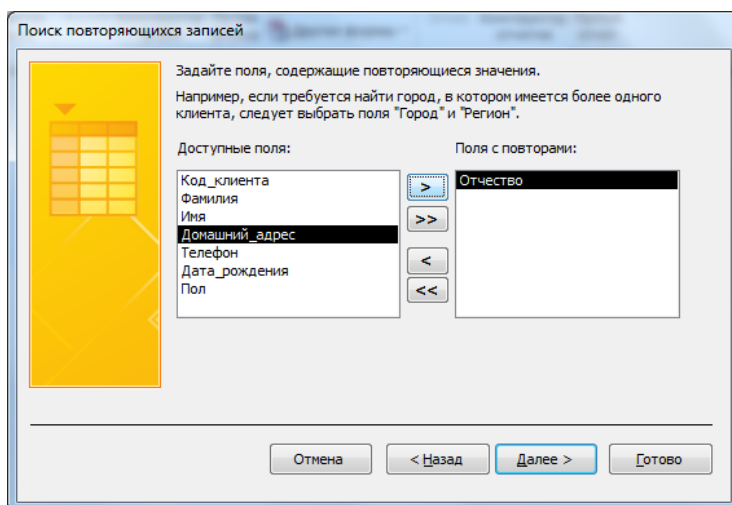 Поиск повторяющихся записей
Задайте поля, содержащие повторяющиеся значения.
Например, если требуется найти город, в котором имеется более одного
клиента, следует выбрать поля "Город" и "Регион".
Доступные поля:
Код_клиента
Фамилия
Имя
Домашний_адрес
Телефон
Дата_рождения
Пол
>
>>
<
<<
Поля с повторами:
Отчество
Отмена
< Назад
Далее >
Готово